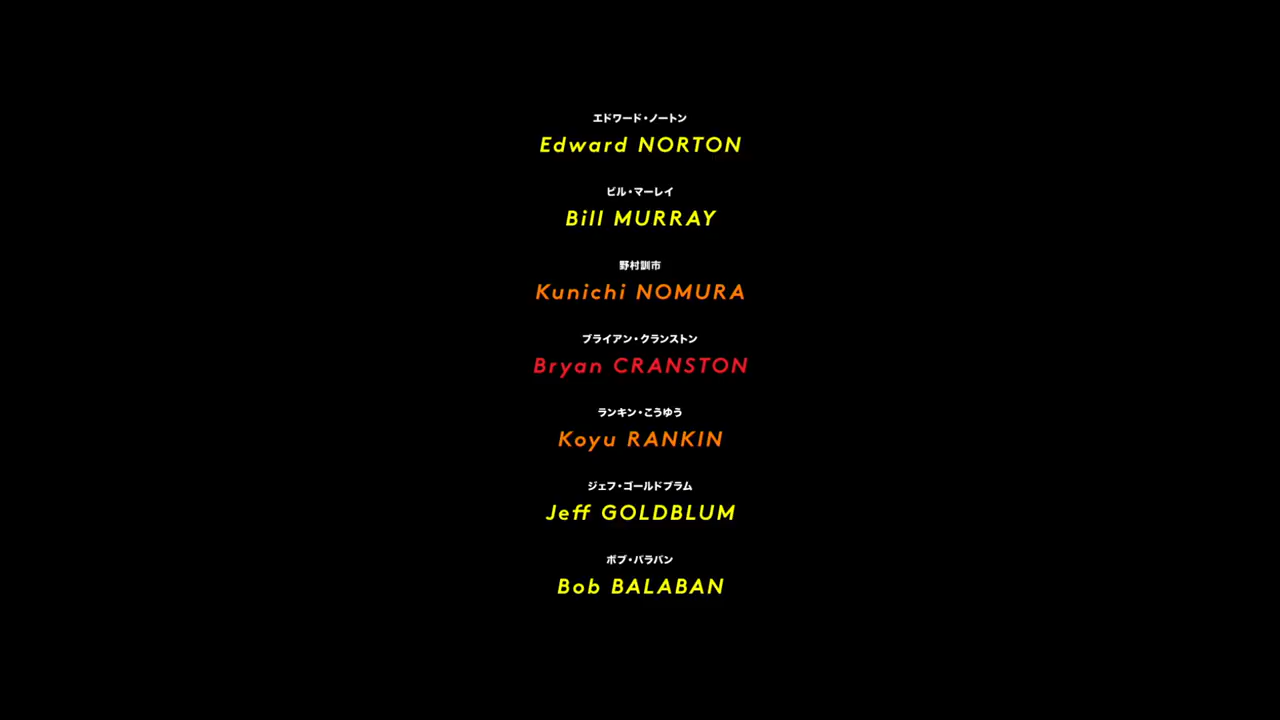 エドワード・ノートン
Edward NORTON
ビル・マーレイ
Bill MURRAY
野村訓市
Kunichi NOMURA
ブライアン・クランストン
Bryan CRANSTON
ランキン・こうゆう
Koyu RANKIN
ジェフ・ゴールドブラム
Jeff GOLDBLUM
ボブ・バラバン
Bob BALABAN